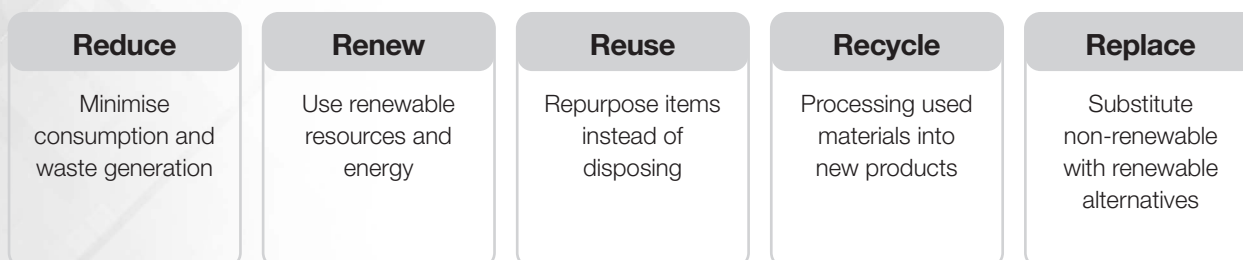 Reduce
Minimise
consumption and
waste generation
Renew
Use renewable
resources and
energy
Reuse
Repurpose items
instead of
disposing
Recycle
Processing used
materials into
new products
Replace
Substitute
non-renewable
with renewable
alternatives